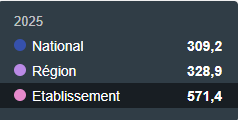 2025
National 309,2
Région 328,9
Etablissement 571,4